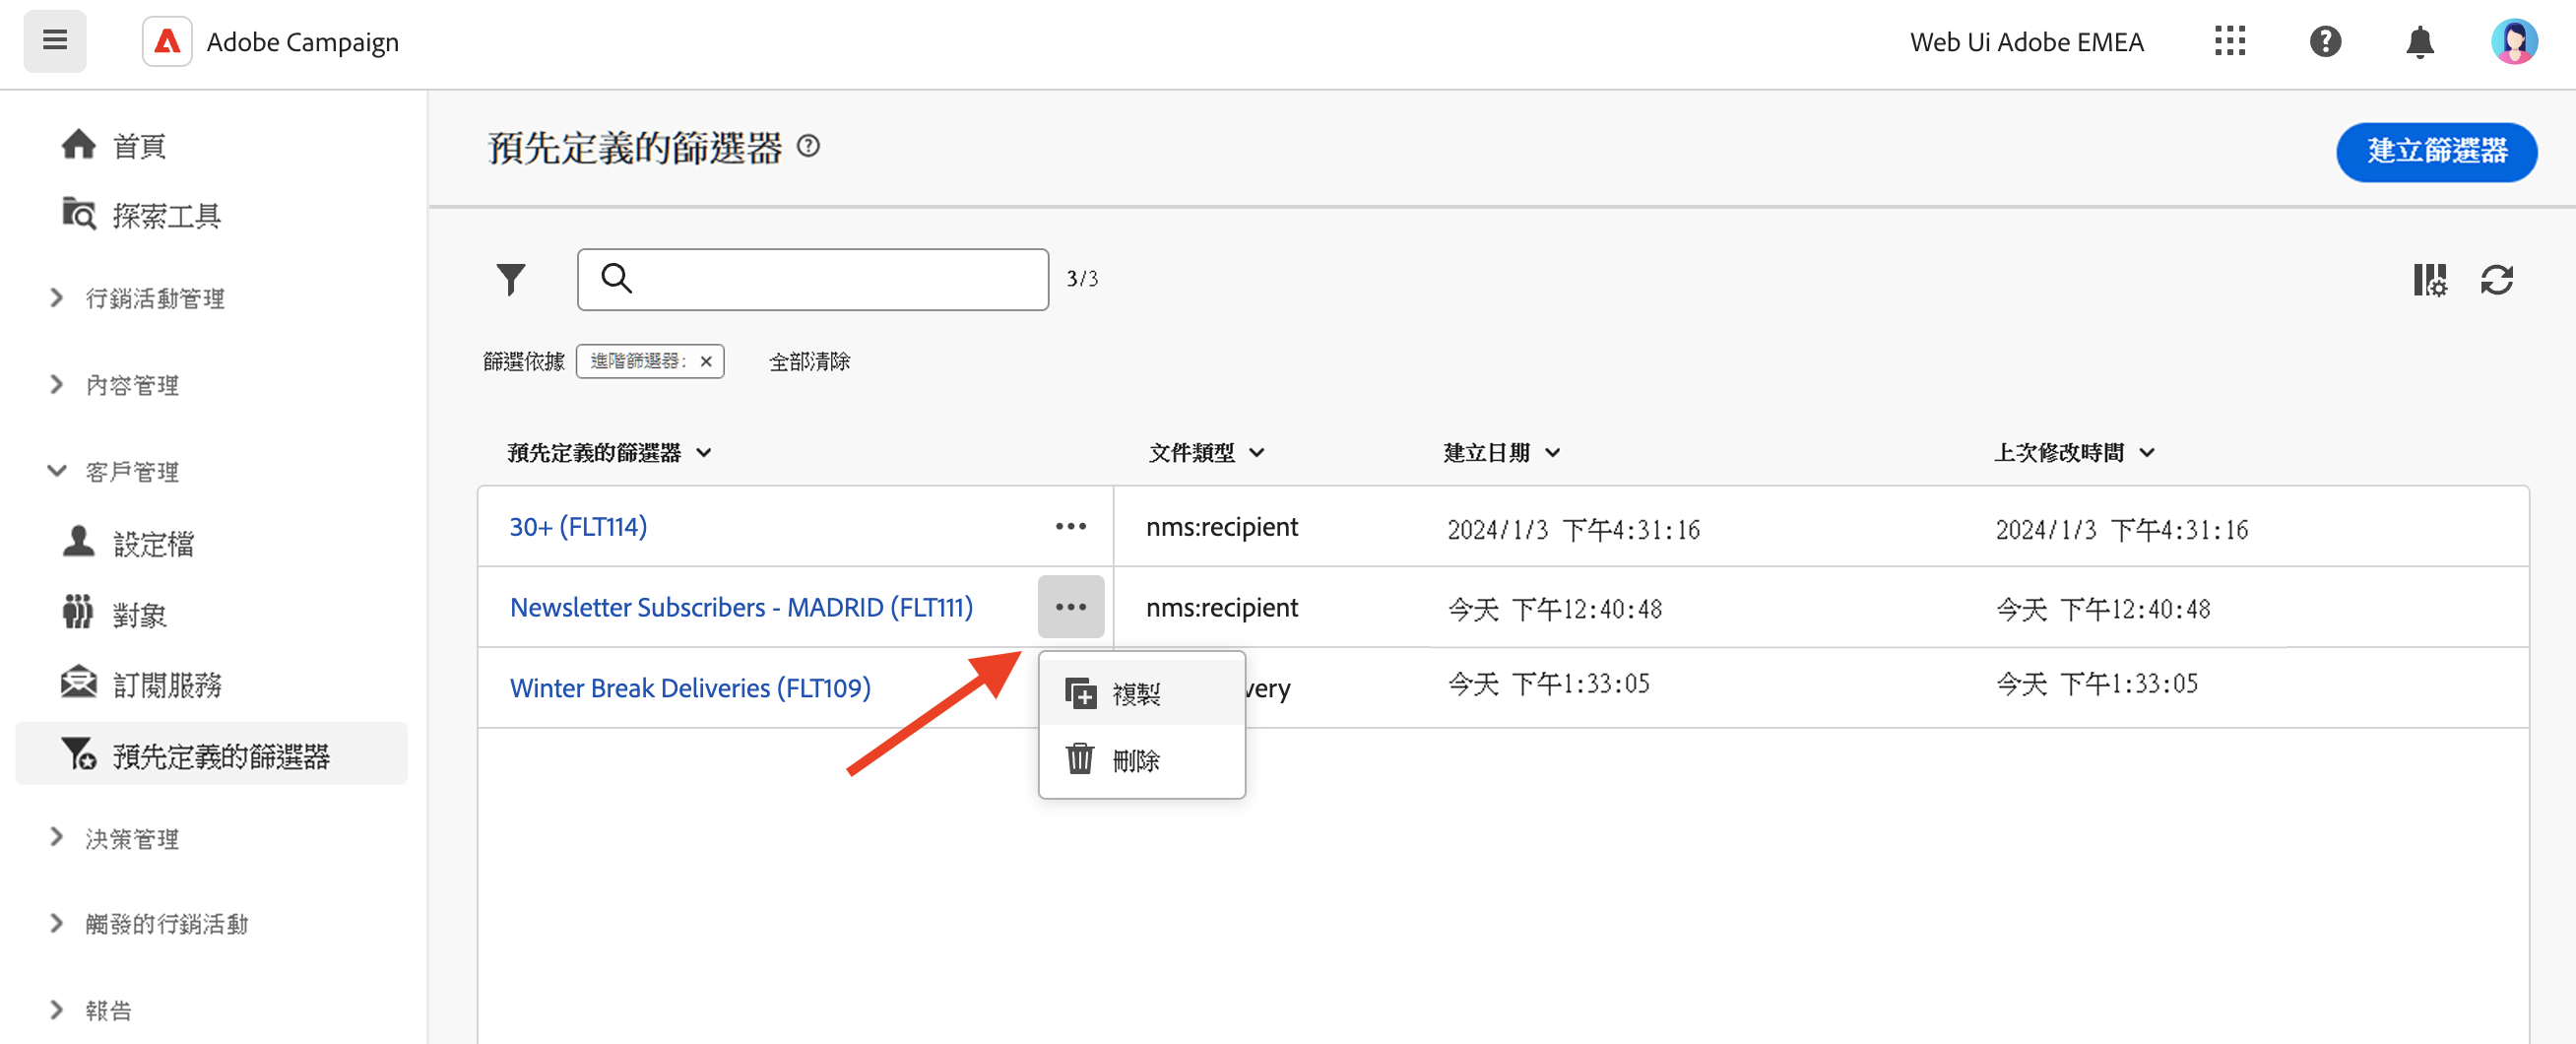 Adobe Campaign
Web Ui Adobe EMEA
首頁
探索工具
行銷活動管理
內容管理
客戶管理
設定檔
對象
訂閱服務
預先定義的篩選器
決策管理
觸發的行銷活動
報告
預先定義的篩選器
建立篩選器
3/3
篩選依據 進階篩選器: 全部清除
預先定義的篩選器 文件類型 建立日期 上次修改時間
30+ (FLT114) nms:recipient 2024/1/3 下午4:31:16 2024/1/3 下午4:31:16
Newsletter Subscribers - MADRID (FLT111) nms:recipient 今天 下午12:40:48 今天 下午12:40:48
Winter Break Deliveries (FLT109) very 今天 下午1:33:05 今天 下午1:33:05
複製
刪除